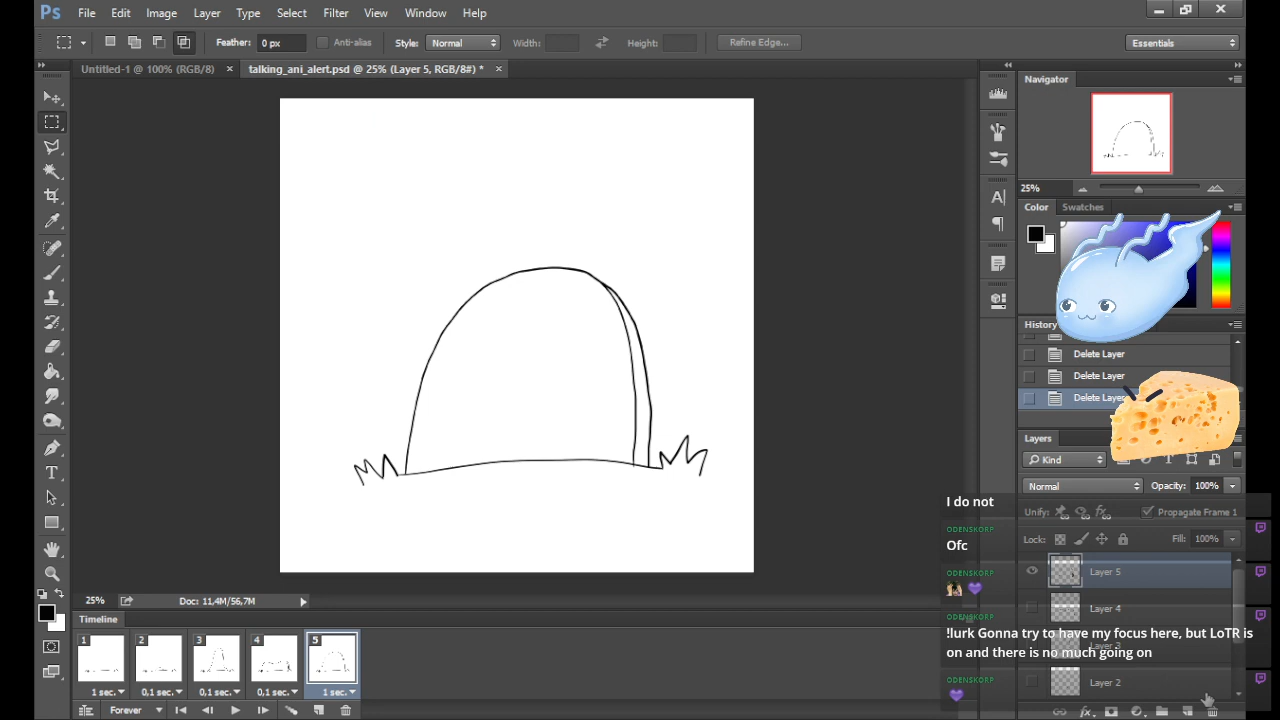 Ps File Edit Image Layer Type Select Filter View Window Help
Feather: 0 px Anti-alias Style: Normal Width: Height: Refine Edge... Essentials
Untitled-1 @ 100% (RGB/8) × talking_ani_alert.psd @ 25% (Layer 5, RGB/8#) * ×
Navigator
25%
Color Swatches
History
Delete Layer
Delete Layer
Delete Layer
Layers
Kind
Normal Opacity: 100%
Unify: Propagate Frame 1
Lock: Fill: 100%
Layer 5
Layer 4
Layer 2
I do not
ODENSKORP
Ofc
ODENSKORP
ODENSKORP
!lurk Gonna try to have my focus here, but LoTR is
on and there is no much going on
ODENSKORP
25% Doc: 11,4M/56,7M
Timeline
1 2 3 4 5
1 sec. 0,1 sec. 0,1 sec. 0,1 sec. 1 sec.
Forever